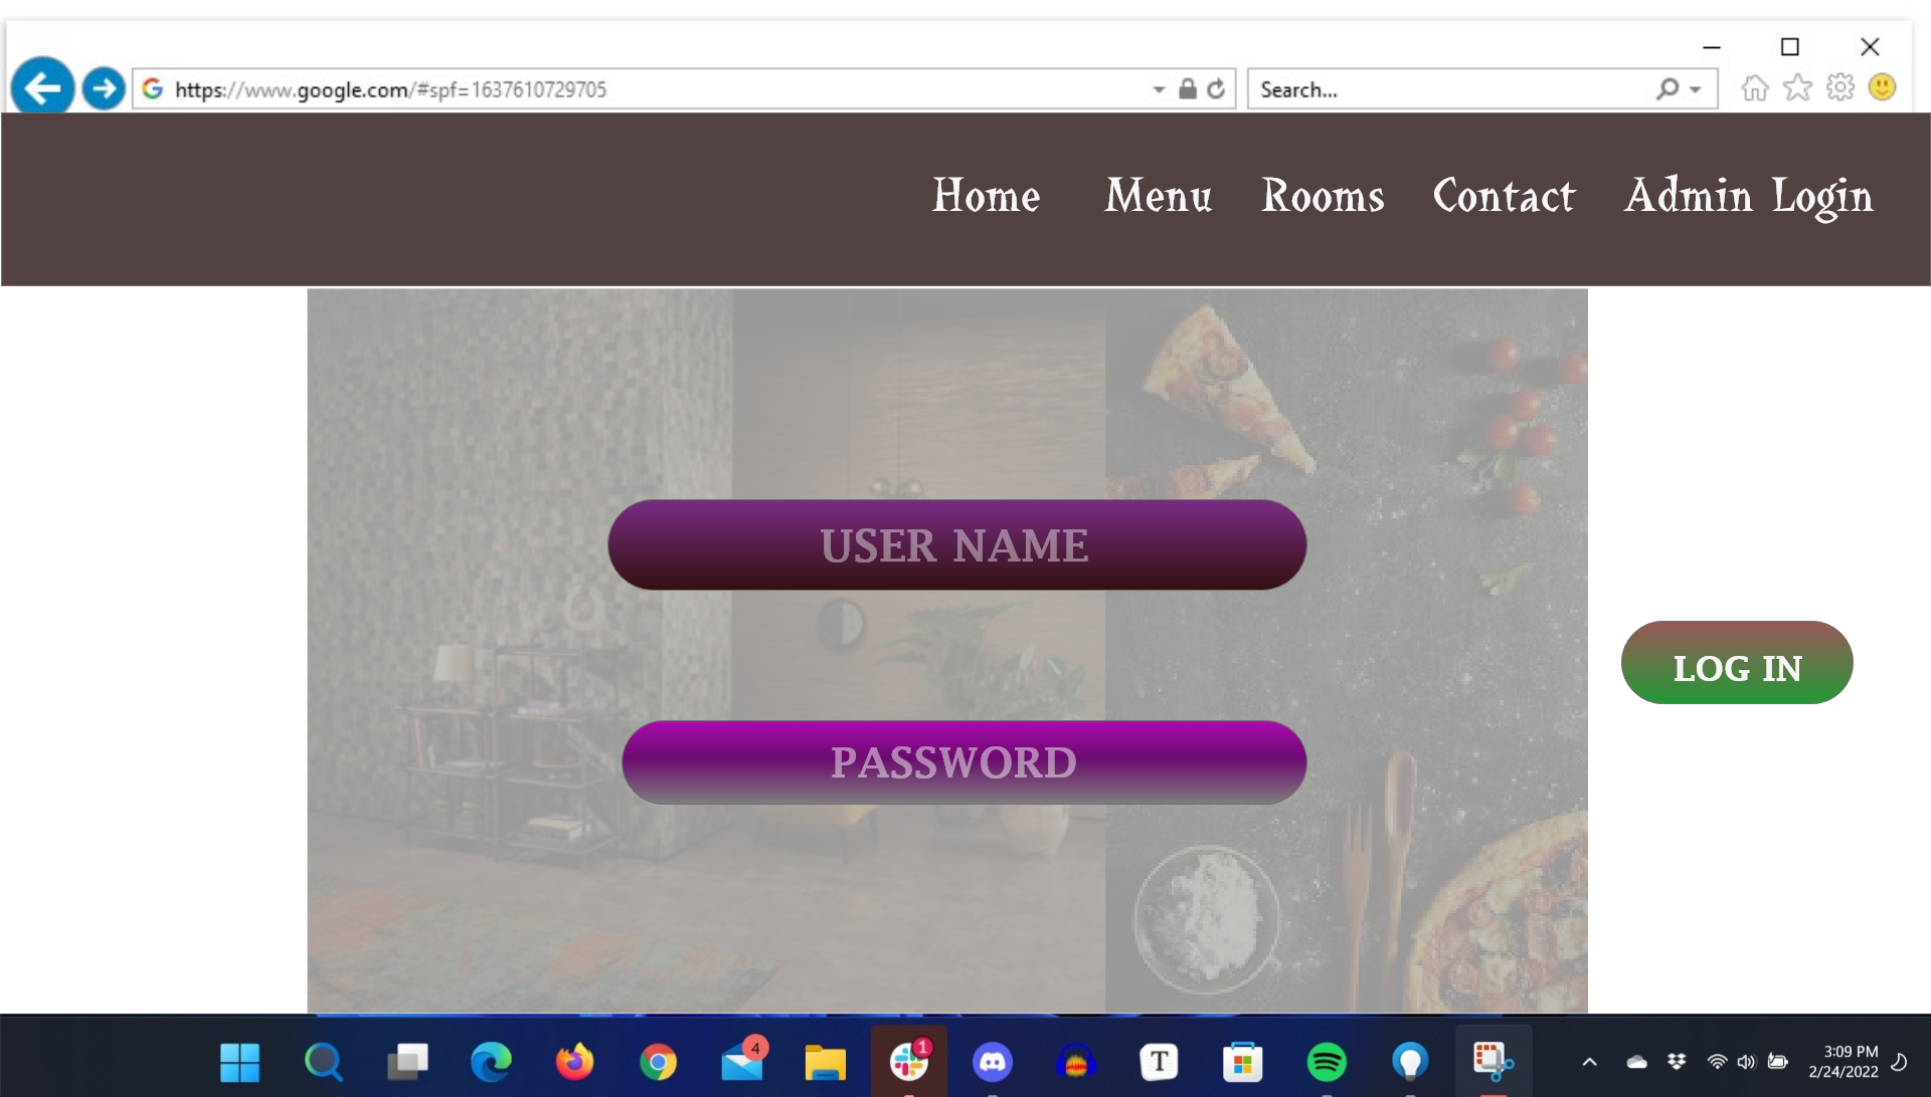 https://www.google.com/#spf=1637610729705
Search...
Home Menu Rooms Contact Admin Login
USER NAME
LOG IN
PASSWORD
4
1
T
3:09 PM
2/24/2022